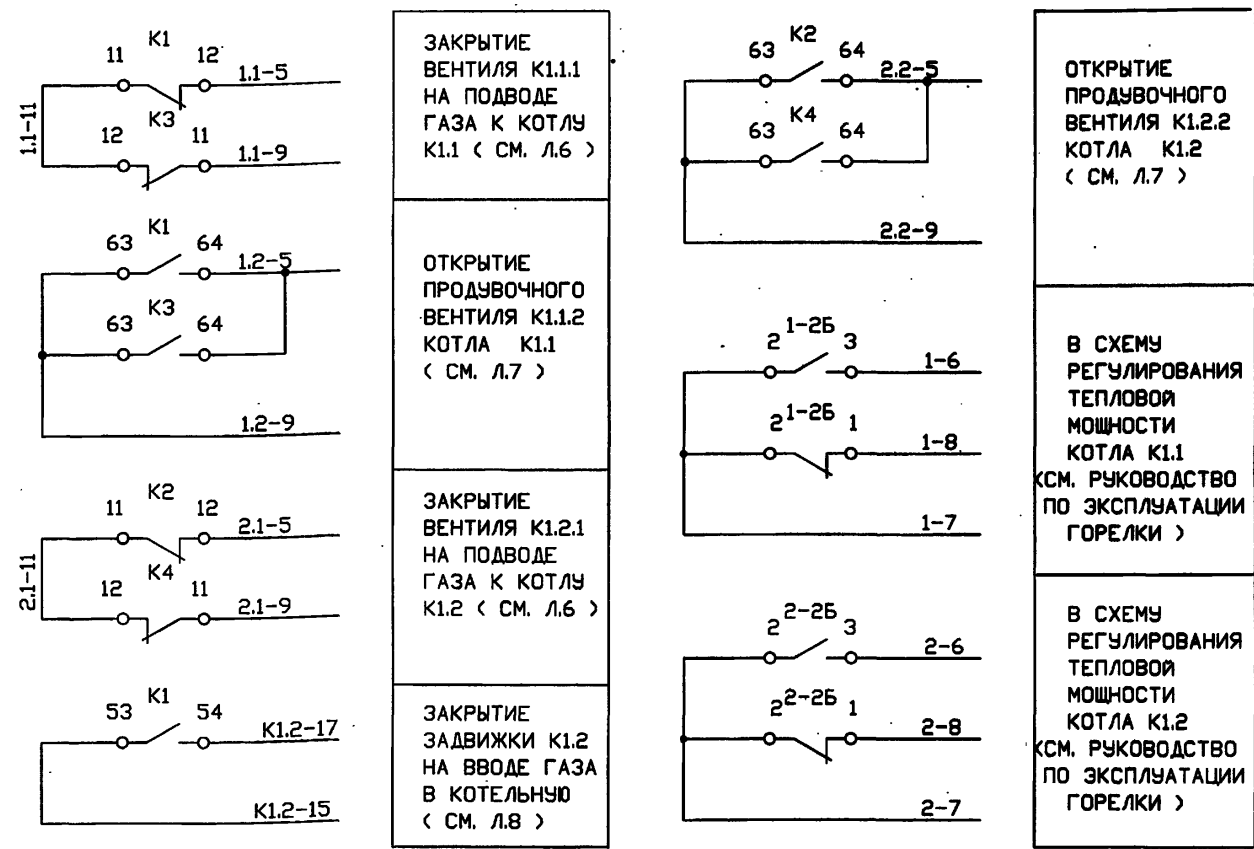 K1
11 12
1.1-5
1.1-11
K3
12 11
1.1-9
ЗАКРЫТИЕ
ВЕНТИЛЯ К1.1.1
НА ПОДВОДЕ
ГАЗА К КОТЛУ
К1.1 ( СМ. Л.6 )
K1
63 64
1.2-5
K3
63 64
1.2-9
ОТКРЫТИЕ
ПРОДУВОЧНОГО
ВЕНТИЛЯ К1.1.2
КОТЛА К1.1
( СМ. Л.7 )
K2
11 12
2.1-5
2.1-11
K4
12 11
2.1-9
ЗАКРЫТИЕ
ВЕНТИЛЯ К1.2.1
НА ПОДВОДЕ
ГАЗА К КОТЛУ
К1.2 ( СМ. Л.6 )
K1
53 54
К1.2-17
К1.2-15
ЗАКРЫТИЕ
ЗАДВИЖКИ К1.2
НА ВВОДЕ ГАЗА
В КОТЕЛЬНУЮ
( СМ. Л.8 )
K2
63 64
2.2-5
K4
63 64
2.2-9
ОТКРЫТИЕ
ПРОДУВОЧНОГО
ВЕНТИЛЯ К1.2.2
КОТЛА К1.2
( СМ. Л.7 )
1-2Б
2 3
1-6
1-2Б
2 1
1-8
1-7
В СХЕМУ
РЕГУЛИРОВАНИЯ
ТЕПЛОВОЙ
МОЩНОСТИ
КОТЛА К1.1
(СМ. РУКОВОДСТВО
ПО ЭКСПЛУАТАЦИИ
ГОРЕЛКИ )
2-2Б
2 3
2-6
2-2Б
2 1
2-8
2-7
В СХЕМУ
РЕГУЛИРОВАНИЯ
ТЕПЛОВОЙ
МОЩНОСТИ
КОТЛА К1.2
(СМ. РУКОВОДСТВО
ПО ЭКСПЛУАТАЦИИ
ГОРЕЛКИ )